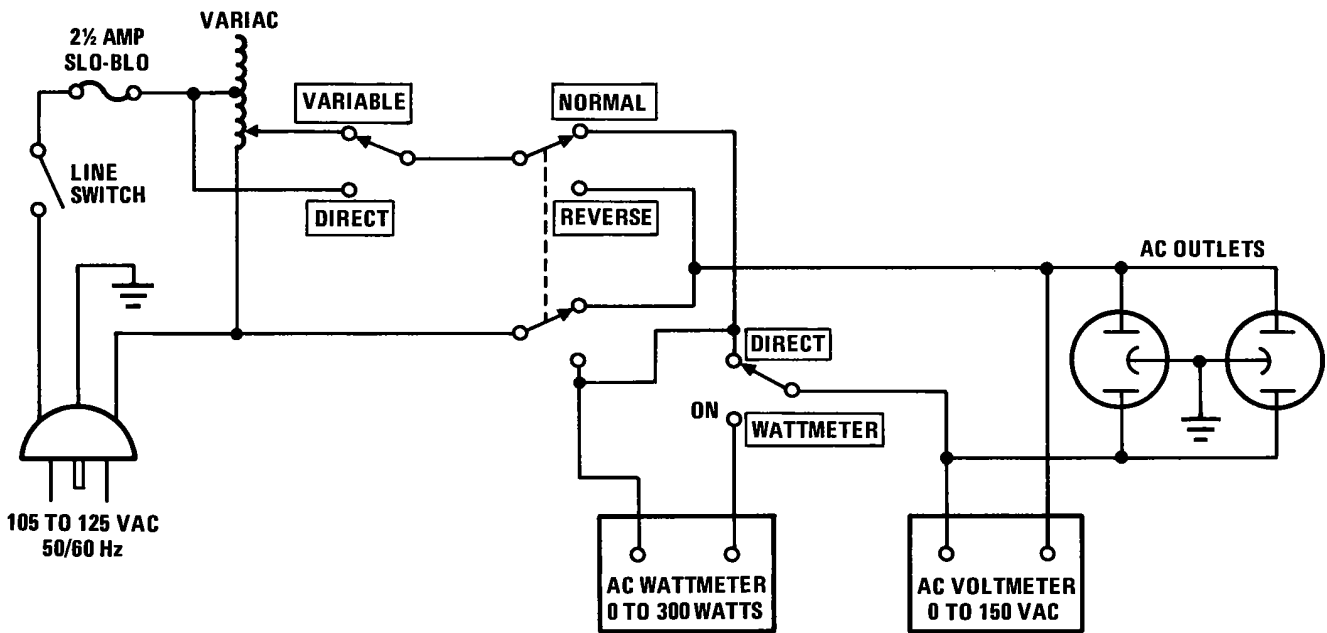 VARIAC
2½ AMP
SLO-BLO
VARIABLE
NORMAL
LINE
SWITCH
DIRECT
REVERSE
AC OUTLETS
DIRECT
ON
WATTMETER
105 TO 125 VAC
50/60 Hz
AC WATTMETER
0 TO 300 WATTS
AC VOLTMETER
0 TO 150 VAC